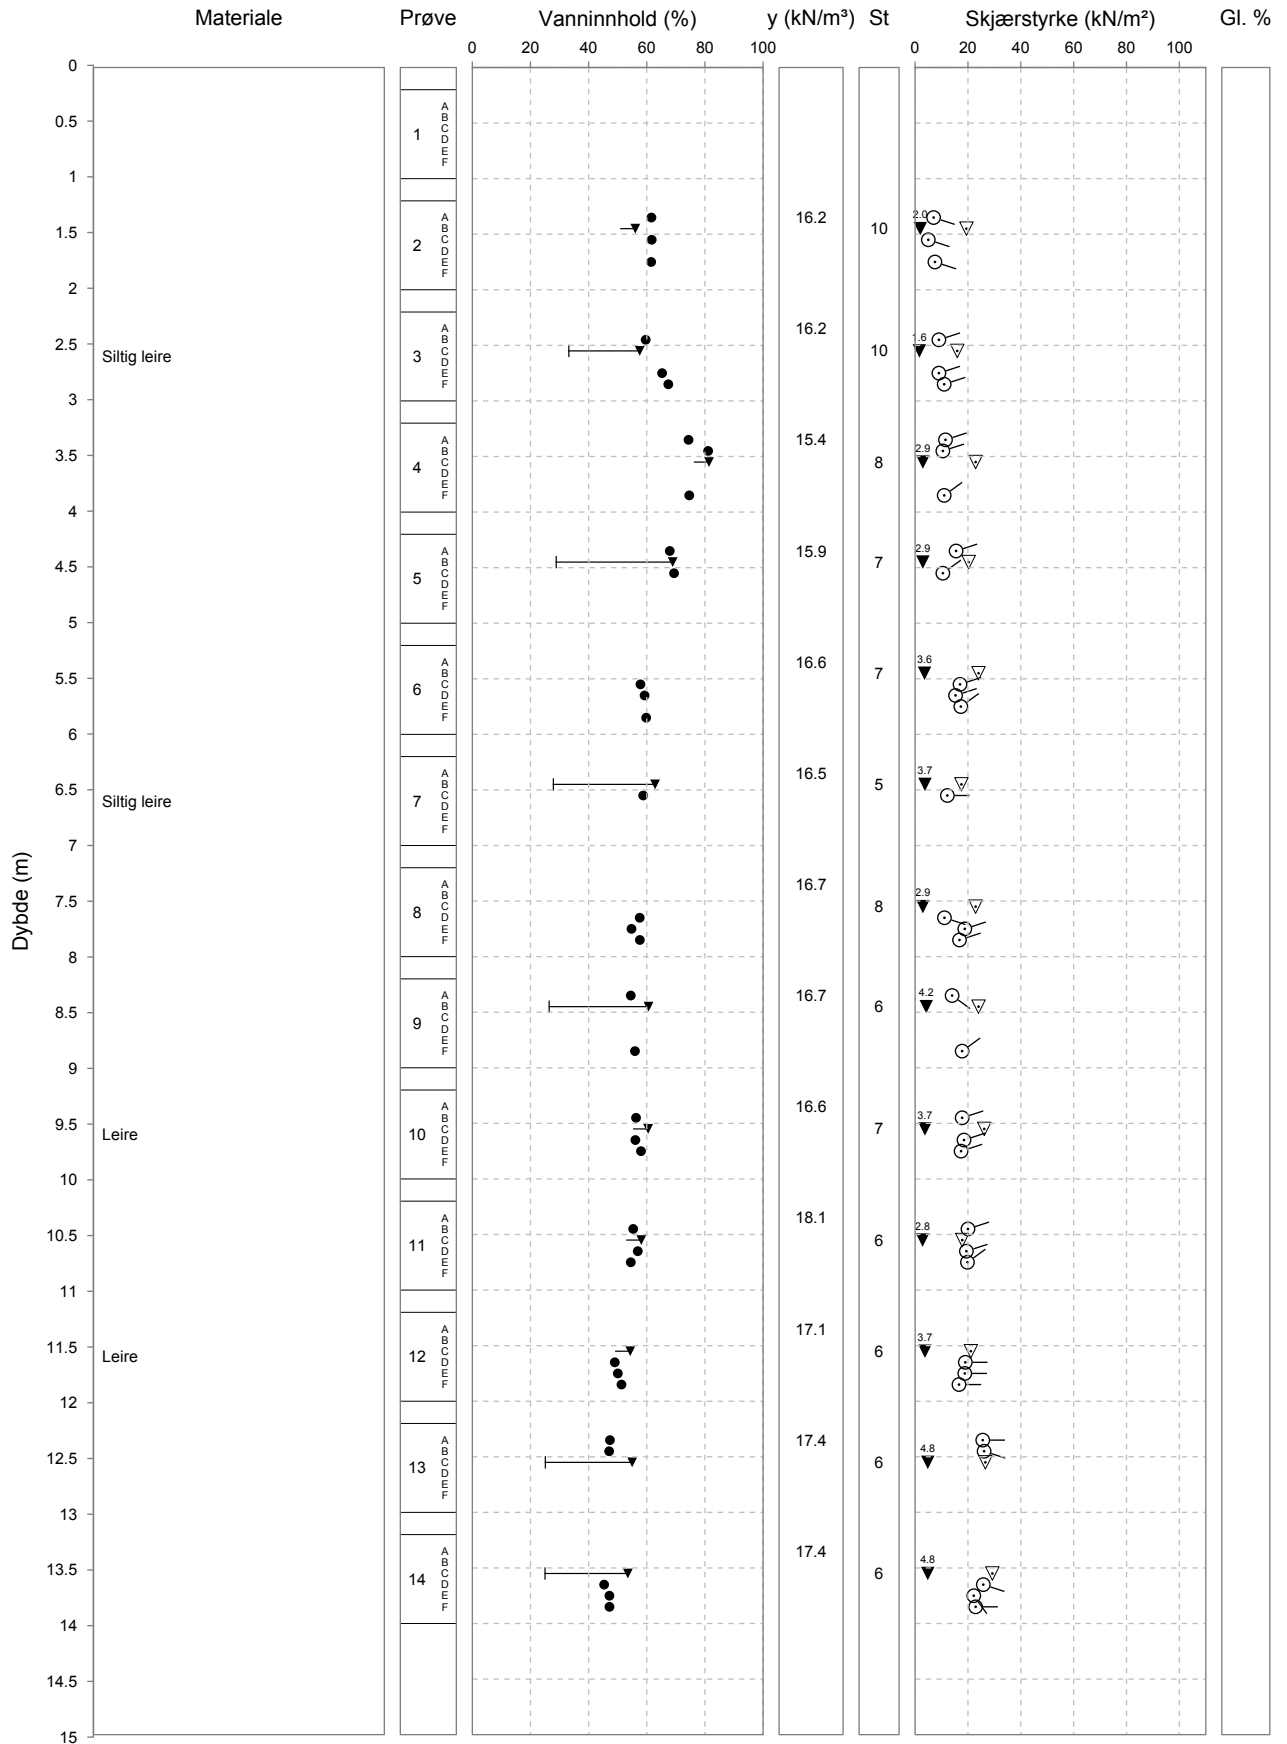 Materiale Prøve Vanninnhold (%) y (kN/m³) St Skjærstyrke (kN/m²) Gl. %
0 20 40 60 80 100 0 20 40 60 80 100
Dybde (m)
0
0.5
1 A B C D E F
1
1.5
2 A B C D E F 16.2 10 2.0
2
2.5
Siltig leire 3 A B C D E F 16.2 10 1.6
3
3.5
4 A B C D E F 15.4 8 2.9
4
4.5
5 A B C D E F 15.9 7 2.9
5
5.5
6 A B C D E F 16.6 7 3.6
6
6.5
Siltig leire 7 A B C D E F 16.5 5 3.7
7
7.5
8 A B C D E F 16.7 8 2.9
8
8.5
9 A B C D E F 16.7 6 4.2
9
9.5
Leire 10 A B C D E F 16.6 7 3.7
10
10.5
11 A B C D E F 18.1 6 2.8
11
11.5
Leire 12 A B C D E F 17.1 6 3.7
12
12.5
13 A B C D E F 17.4 6 4.8
13
13.5
14 A B C D E F 17.4 6 4.8
14
14.5
15